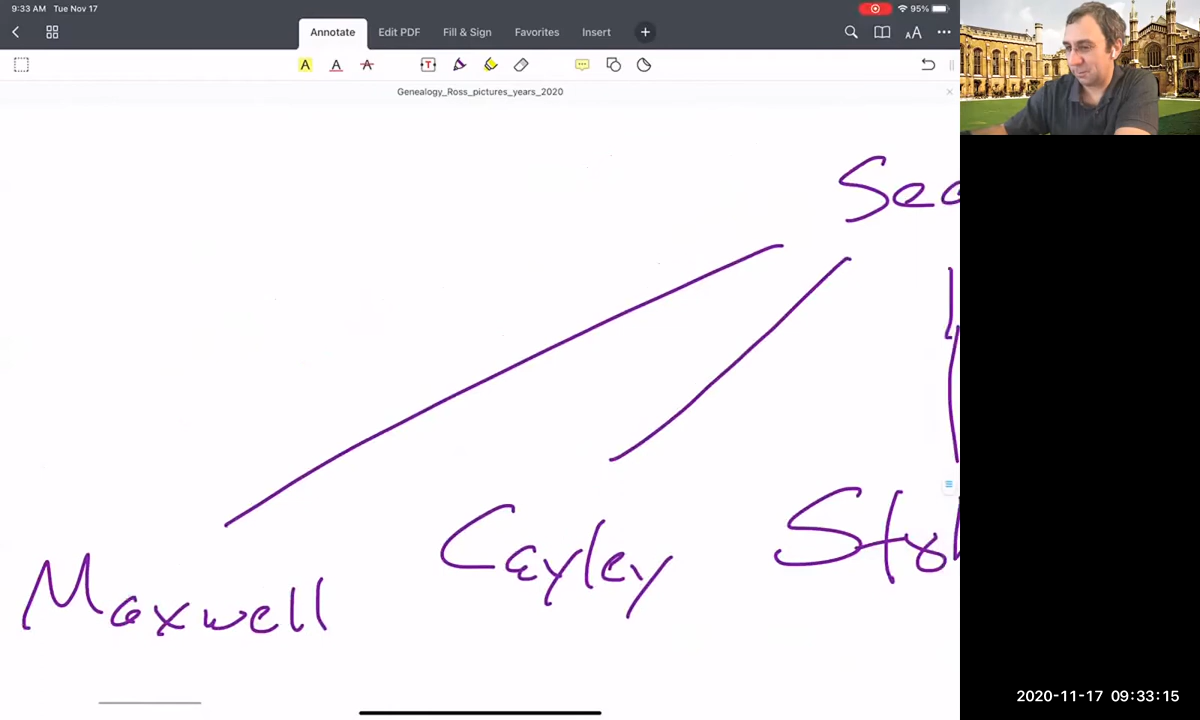 9:33 AM Tue Nov 17
95%
Annotate Edit PDF Fill & Sign Favorites Insert
AA
A A A T
Genealogy_Ross_pictures_years_2020
Maxwell
Cayley
2020-11-17 09:33:15